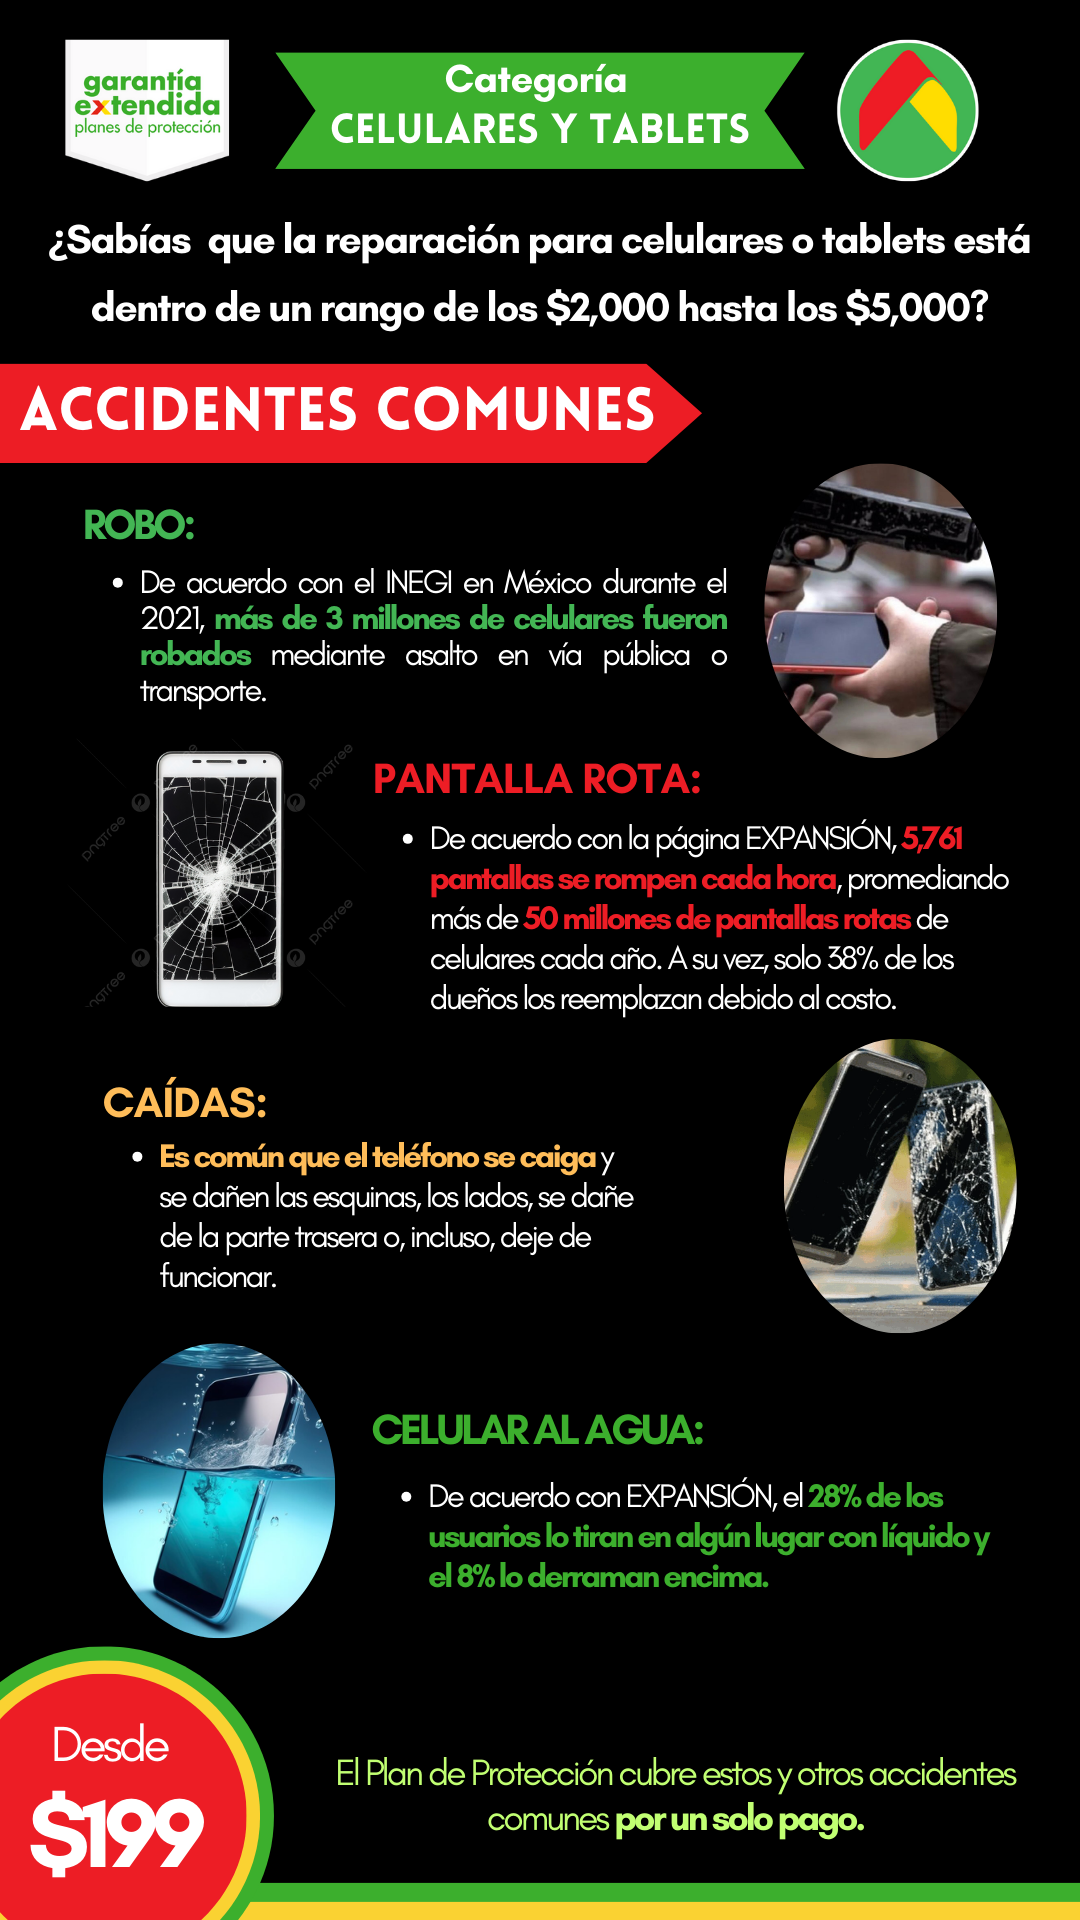 garantía
extendida
planes de protección
Categoría
CELULARES Y TABLETS
¿Sabías que la reparación para celulares o tablets está
dentro de un rango de los $2,000 hasta los $5,000?
ACCIDENTES COMUNES
ROBO:
• De acuerdo con el INEGI en México durante el
2021, más de 3 millones de celulares fueron
robados mediante asalto en vía pública o
transporte.
pngtree
pngtree
pngtree
pngtree
PANTALLA ROTA:
• De acuerdo con la página EXPANSIÓN, 5,761
pantallas se rompen cada hora, promediando
más de 50 millones de pantallas rotas de
celulares cada año. A su vez, solo 38% de los
dueños los reemplazan debido al costo.
CAÍDAS:
• Es común que el teléfono se caiga y
se dañen las esquinas, los lados, se dañe
de la parte trasera o, incluso, deje de
funcionar.
hTC
CELULAR AL AGUA:
• De acuerdo con EXPANSIÓN, el 28% de los
usuarios lo tiran en algún lugar con líquido y
el 8% lo derraman encima.
Desde
$199
El Plan de Protección cubre estos y otros accidentes
comunes por un solo pago.